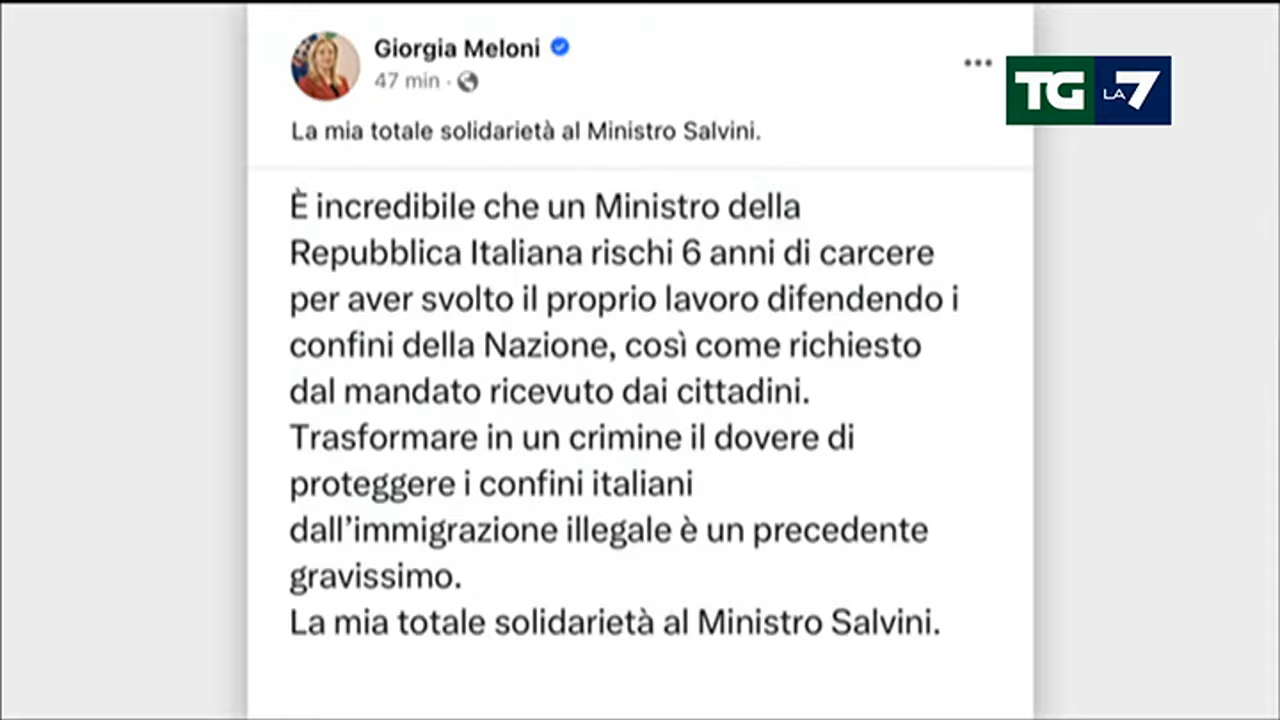 Giorgia Meloni
47 min ·
La mia totale solidarietà al Ministro Salvini.
TG LA7
È incredibile che un Ministro della
Repubblica Italiana rischi 6 anni di carcere
per aver svolto il proprio lavoro difendendo i
confini della Nazione, così come richiesto
dal mandato ricevuto dai cittadini.
Trasformare in un crimine il dovere di
proteggere i confini italiani
dall’immigrazione illegale è un precedente
gravissimo.
La mia totale solidarietà al Ministro Salvini.